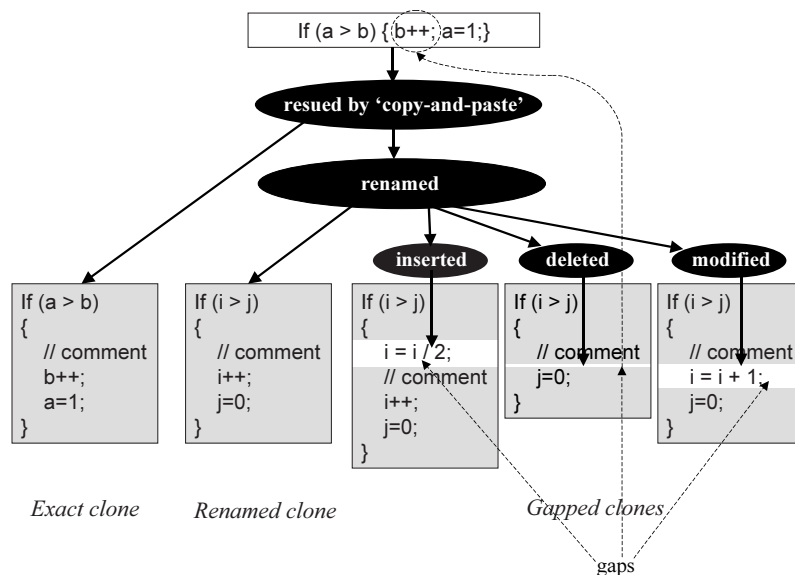 If (a > b) { b++; a=1;}
resued by ‘copy-and-paste’
renamed
inserted
deleted
modified
If (a > b)
{
// comment
b++;
a=1;
}
If (i > j)
{
// comment
i++;
j=0;
}
If (i > j)
{
i = i / 2;
// comment
i++;
j=0;
}
If (i > j)
{
// comment
j=0;
}
If (i > j)
{
// comment
i = i + 1;
j=0;
}
Exact clone
Renamed clone
Gapped clones
gaps